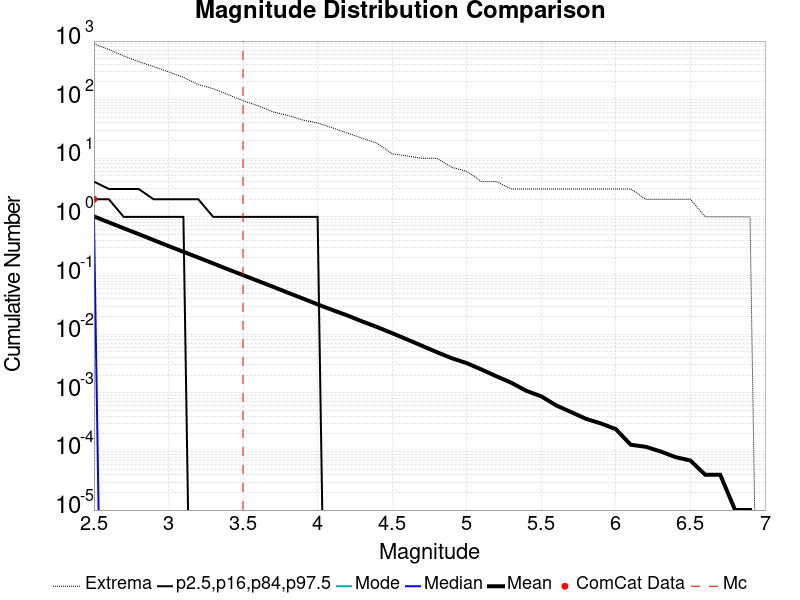 Magnitude Distribution Comparison
10^3
10^2
10^1
10^0
10^-1
10^-2
10^-3
10^-4
10^-5
Cumulative Number
2.5 3 3.5 4 4.5 5 5.5 6 6.5 7
Magnitude
Extrema p2.5,p16,p84,p97.5 Mode Median Mean ComCat Data Mc